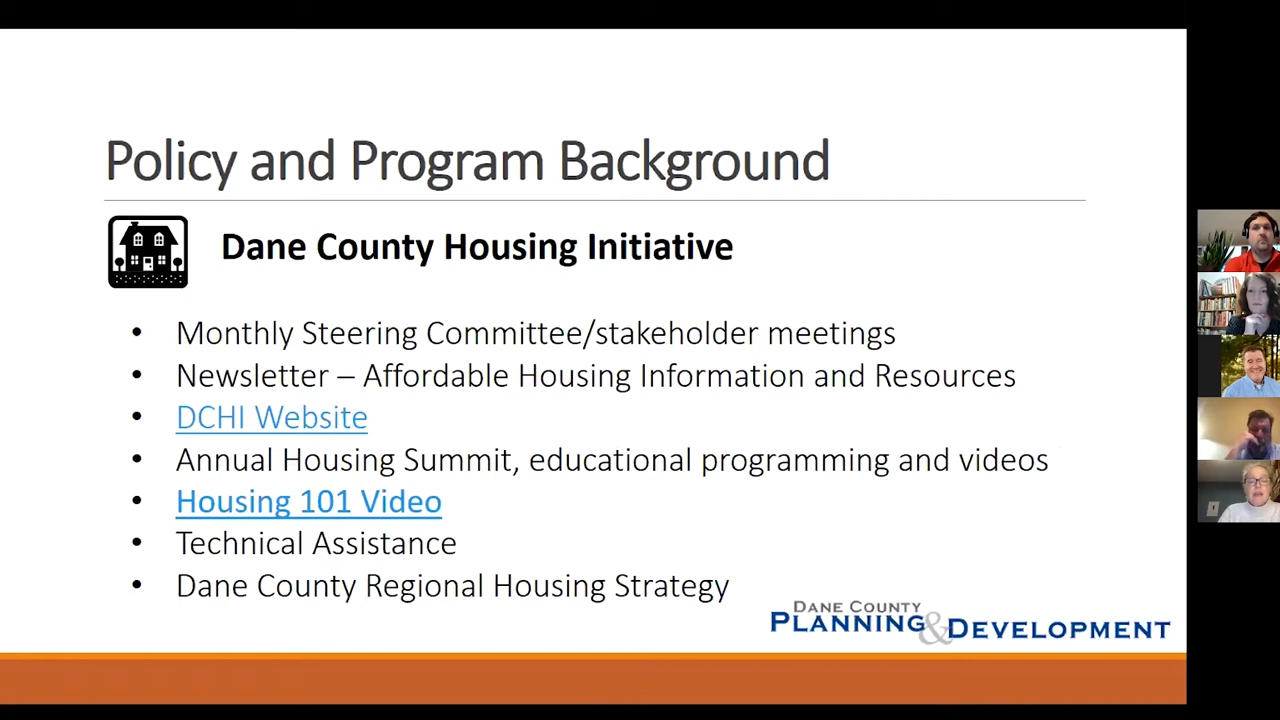 Policy and Program Background
Dane County Housing Initiative
• Monthly Steering Committee/stakeholder meetings
• Newsletter – Affordable Housing Information and Resources
• DCHI Website
• Annual Housing Summit, educational programming and videos
• Housing 101 Video
• Technical Assistance
• Dane County Regional Housing Strategy
DANE COUNTY
PLANNING & DEVELOPMENT